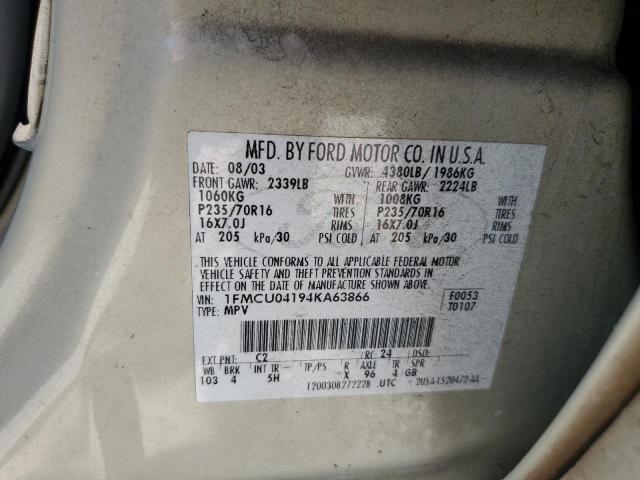 MFD. BY FORD MOTOR CO. IN U.S.A.
DATE: 08/03 GVWR: 4380LB/ 1986KG
FRONT GAWR: 2339LB REAR GAWR: 2224LB
1060KG WITH 1008KG WITH
P235/70R16 TIRES P235/70R16 TIRES
16X7.0J RIMS 16X7.0J RIMS
AT 205 kPa/30 PSI COLD AT 205 kPa/30 PSI COLD
THIS VEHICLE CONFORMS TO ALL APPLICABLE FEDERAL MOTOR
VEHICLE SAFETY AND THEFT PREVENTION STANDARDS IN
EFFECT ON THE DATE OF MANUFACTURE SHOWN ABOVE.
VIN: 1FMCU04194KA63866 F0053
TYPE: MPV T0107
EXT PNT: C2 RC: 24 DSO:
WB BRK INT TR TP/PS R AXLE TR SPR
103 4 5H X 96 4 GB
1200308272228 UTC 2U5A-1520472-AA